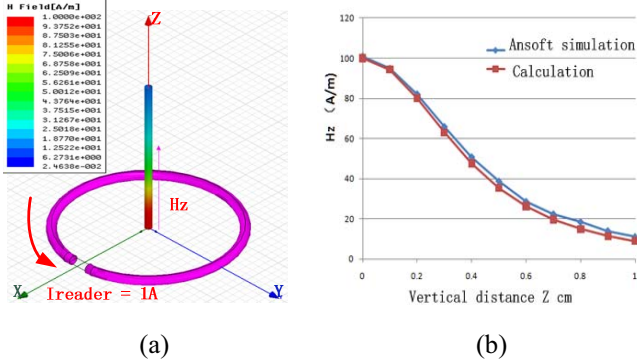 H Field[A/m]
1.0000e+002
9.3752e+001
8.7503e+001
8.1255e+001
7.5006e+001
6.8758e+001
6.2509e+001
5.6261e+001
5.0012e+001
4.3764e+001
3.7515e+001
3.1267e+001
2.5018e+001
1.8770e+001
1.2522e+001
6.2731e+000
2.4638e-002
Z
Hz
X
Y
Ireader = 1A
(a)
120
100
80
60
40
20
0
Hz (A/m)
Ansoft simulation
Calculation
0 0.2 0.4 0.6 0.8 1
Vertical distance Z cm
(b)